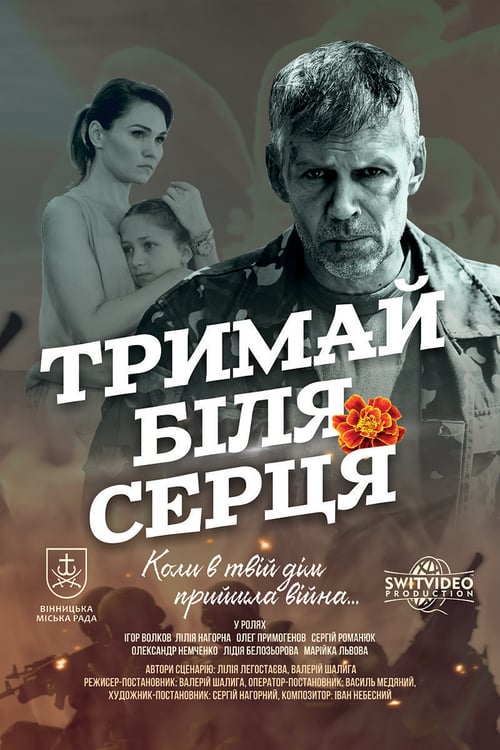 ТРИМАЙ
БІЛЯ
СЕРЦЯ
Коли в твій дім
прийшла війна...
ВІННИЦЬКА
МІСЬКА РАДА
SWITVIDEO
PRODUCTION
У РОЛЯХ
ІГОР ВОЛКОВ ЛІЛІЯ НАГОРНА ОЛЕГ ПРИМОГЕНОВ СЕРГІЙ РОМАНЮК
ОЛЕКСАНДР НЕМЧЕНКО ЛІДІЯ БЕЛОЗЬОРОВА МАРІЙКА ЛЬВОВА
АВТОРИ СЦЕНАРІЮ: ЛІЛІЯ ЛЕГОСТАЄВА, ВАЛЕРІЙ ШАЛИГА
РЕЖИСЕР-ПОСТАНОВНИК: ВАЛЕРІЙ ШАЛИГА, ОПЕРАТОР-ПОСТАНОВНИК: ВАСИЛЬ МЕДЯНИЙ,
ХУДОЖНИК-ПОСТАНОВНИК: СЕРГІЙ НАГОРНИЙ, КОМПОЗИТОР: ІВАН НЕБЕСНИЙ